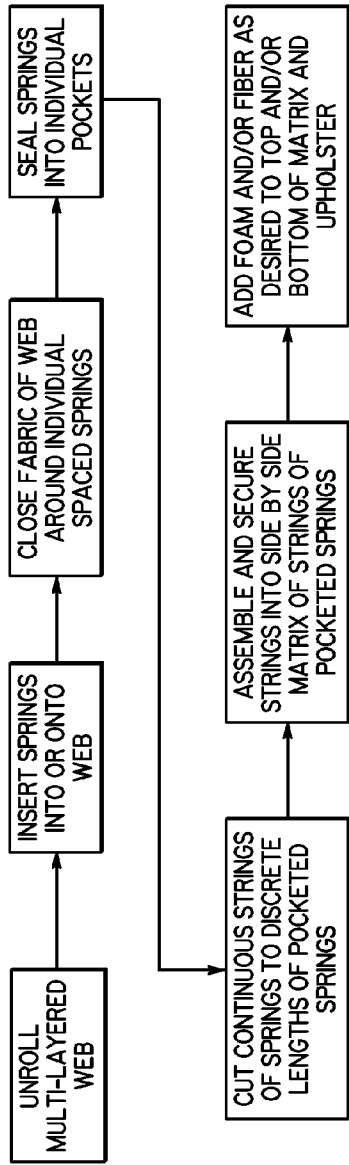 UNROLL
MULTI-LAYERED
WEB
INSERT SPRINGS
INTO OR ONTO
WEB
CLOSE FABRIC OF WEB
AROUND INDIVIDUAL
SPACED SPRINGS
SEAL SPRINGS
INTO INDIVIDUAL
POCKETS
CUT CONTINUOUS STRINGS
OF SPRINGS TO DISCRETE
LENGTHS OF POCKETED
SPRINGS
ASSEMBLE AND SECURE
STRINGS INTO SIDE BY SIDE
MATRIX OF STRINGS OF
POCKETED SPRINGS
ADD FOAM AND/OR FIBER AS
DESIRED TO TOP AND/OR
BOTTOM OF MATRIX AND
UPHOLSTER